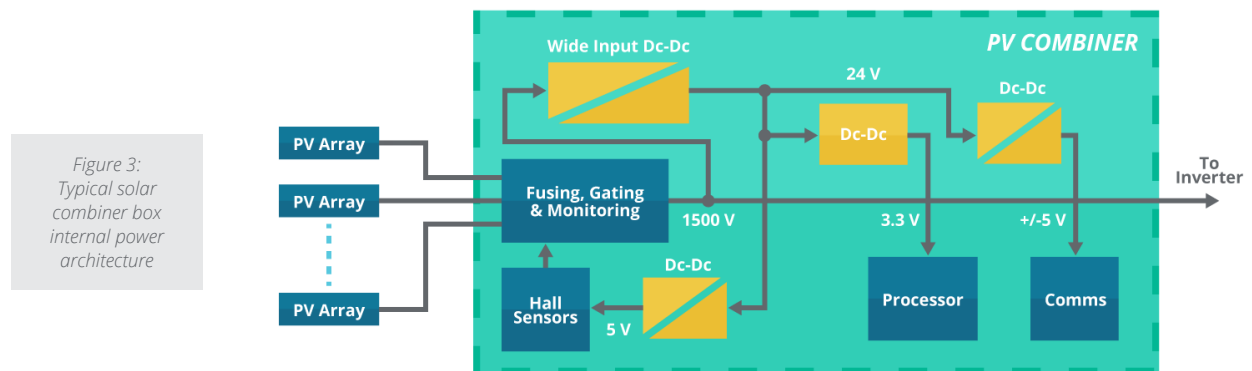 Figure 3:
Typical solar
combiner box
internal power
architecture
PV COMBINER
Wide Input Dc-Dc
24 V
Dc-Dc
Dc-Dc
PV Array
PV Array
PV Array
Fusing, Gating
& Monitoring
1500 V
3.3 V
+/-5 V
To
Inverter
Dc-Dc
Hall
Sensors
5 V
Processor
Comms